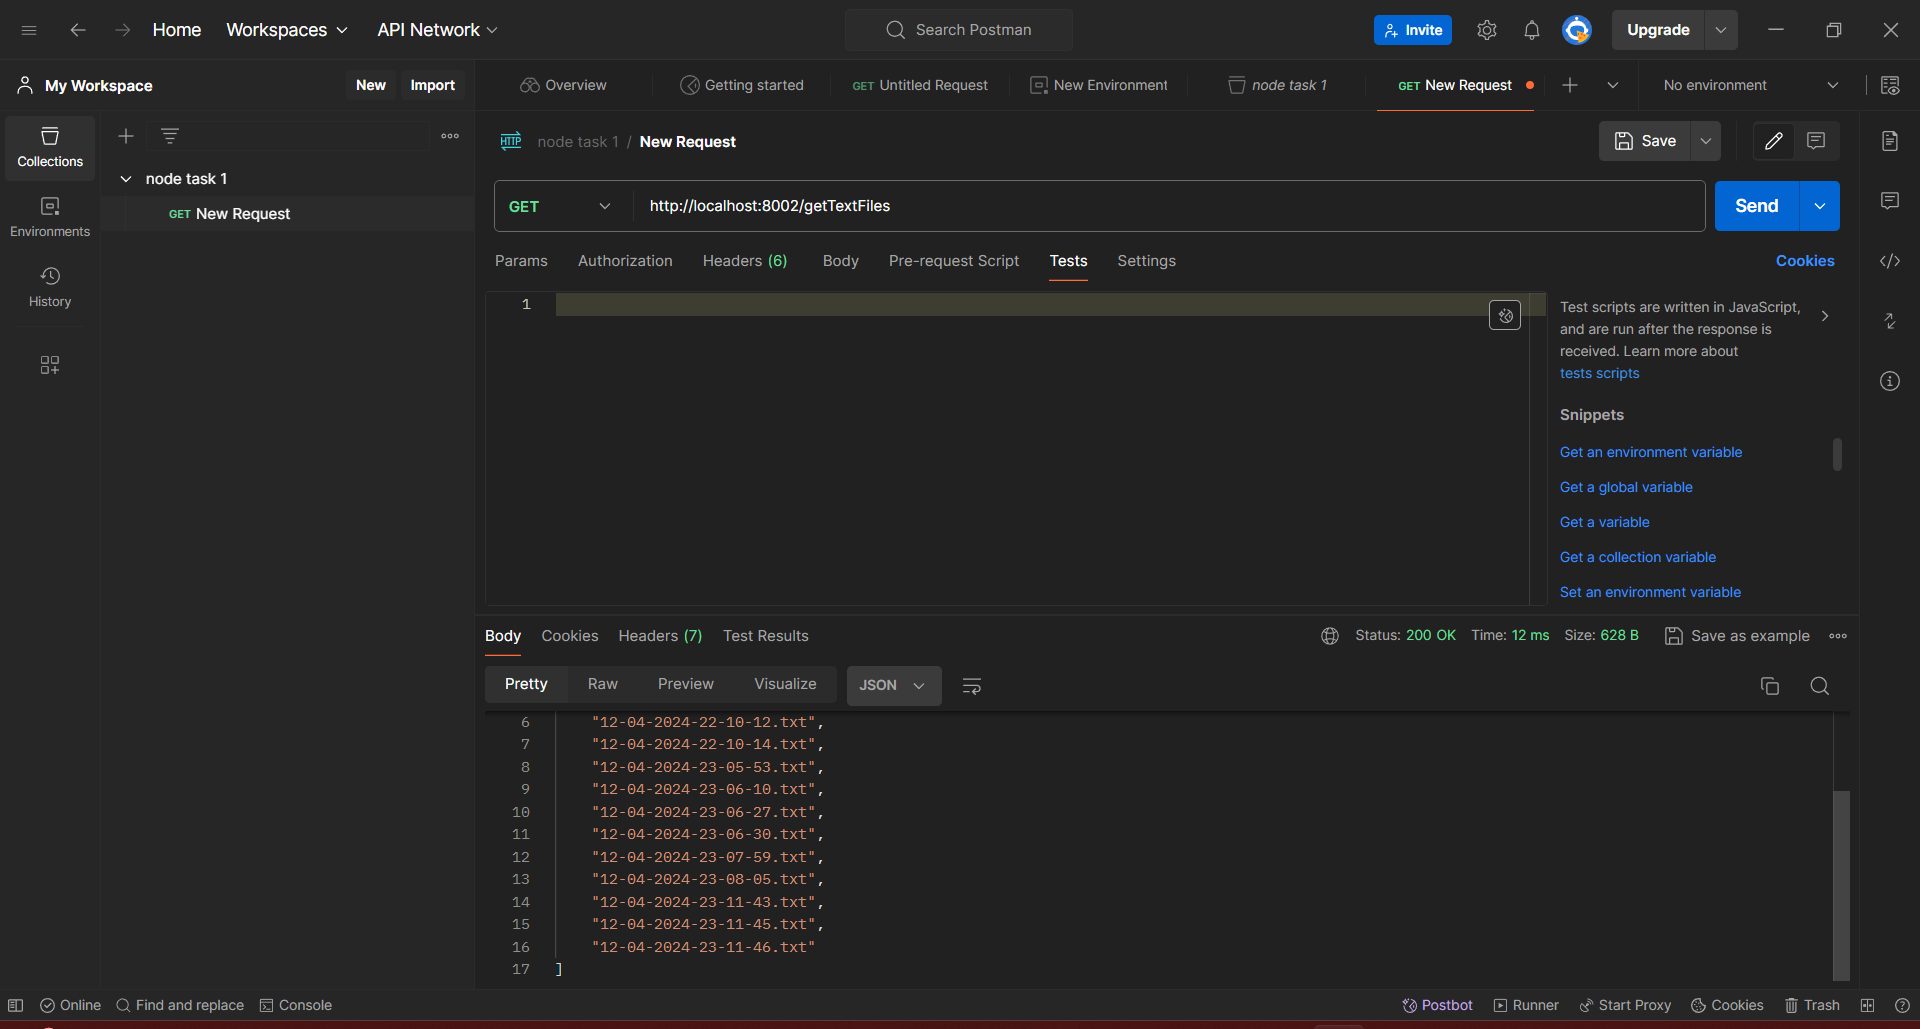 Home Workspaces API Network Search Postman Invite Upgrade
My Workspace New Import Overview Getting started GET Untitled Request New Environment node task 1 GET New Request No environment
Collections
Environments
History
node task 1
GET New Request
HTTP node task 1 / New Request Save
GET http://localhost:8002/getTextFiles Send
Params Authorization Headers (6) Body Pre-request Script Tests Settings Cookies
1
Test scripts are written in JavaScript,
and are run after the response is
received. Learn more about
tests scripts
Snippets
Get an environment variable
Get a global variable
Get a variable
Get a collection variable
Set an environment variable
Body Cookies Headers (7) Test Results Status: 200 OK Time: 12 ms Size: 628 B Save as example
Pretty Raw Preview Visualize JSON
6 "12-04-2024-22-10-12.txt",
7 "12-04-2024-22-10-14.txt",
8 "12-04-2024-23-05-53.txt",
9 "12-04-2024-23-06-10.txt",
10 "12-04-2024-23-06-27.txt",
11 "12-04-2024-23-06-30.txt",
12 "12-04-2024-23-07-59.txt",
13 "12-04-2024-23-08-05.txt",
14 "12-04-2024-23-11-43.txt",
15 "12-04-2024-23-11-45.txt",
16 "12-04-2024-23-11-46.txt"
17 ]
Online Find and replace Console Postbot Runner Start Proxy Cookies Trash